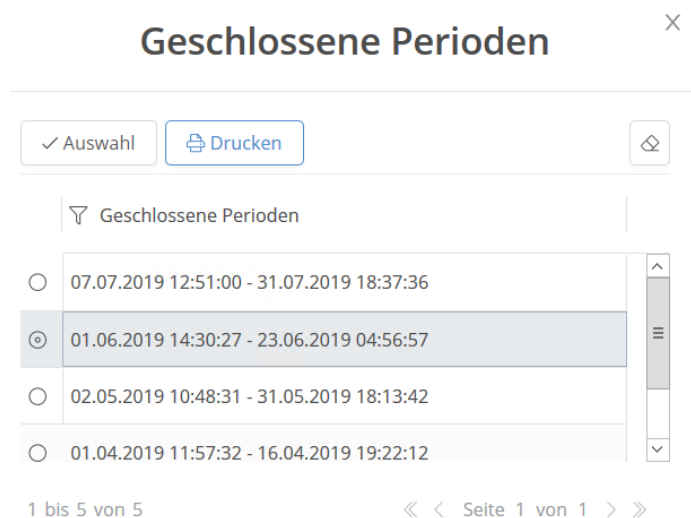 Geschlossene Perioden
Auswahl Drucken
Geschlossene Perioden
07.07.2019 12:51:00 - 31.07.2019 18:37:36
01.06.2019 14:30:27 - 23.06.2019 04:56:57
02.05.2019 10:48:31 - 31.05.2019 18:13:42
01.04.2019 11:57:32 - 16.04.2019 19:22:12
1 bis 5 von 5 Seite 1 von 1